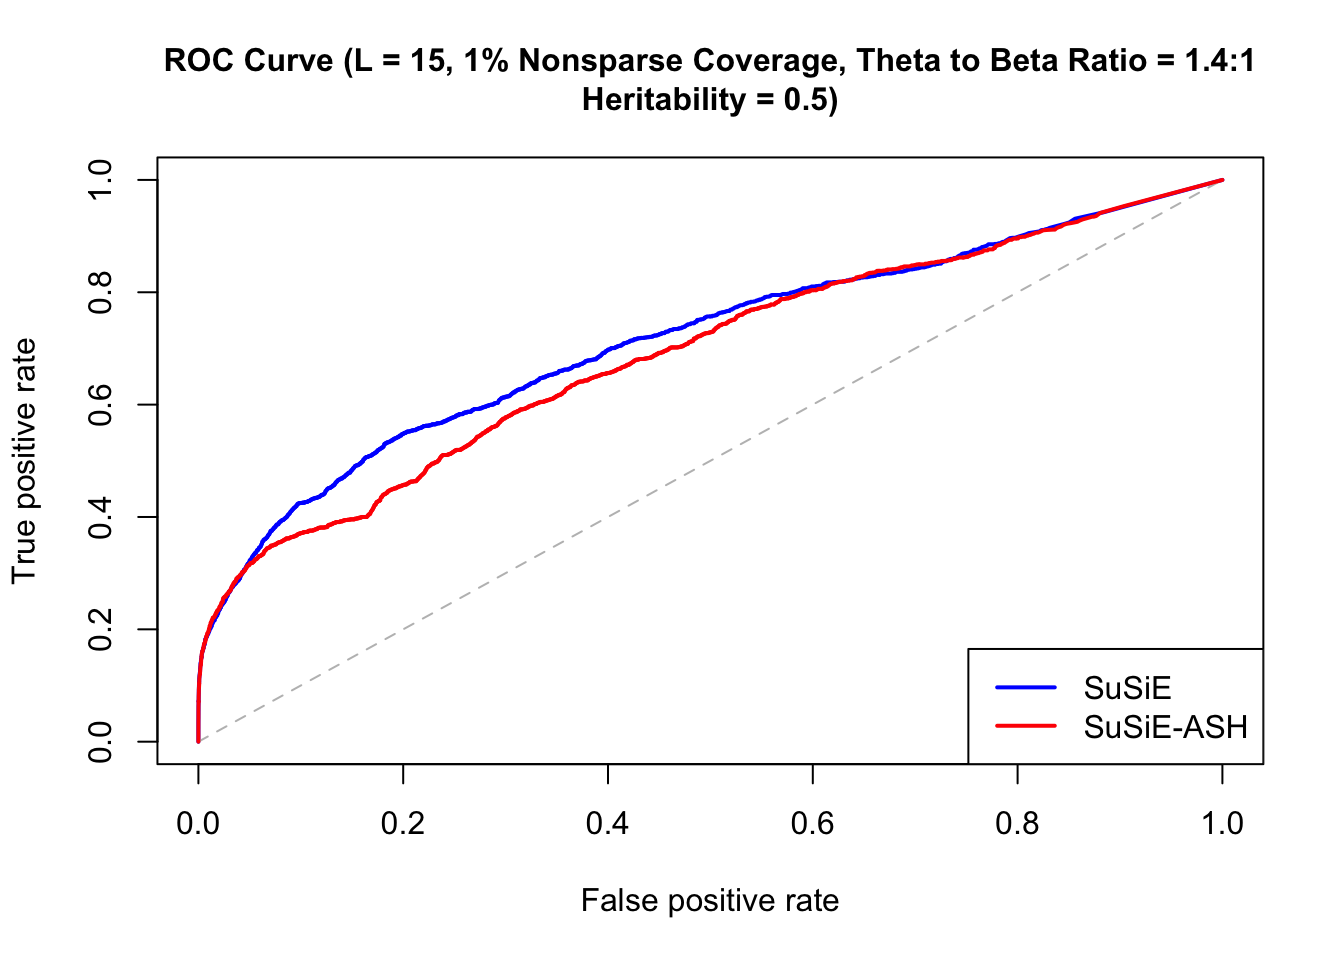 ROC Curve (L = 15, 1% Nonsparse Coverage, Theta to Beta Ratio = 1.4:1
Heritability = 0.5)
True positive rate
1.0
0.8
0.6
0.4
0.2
0.0
SuSiE
SuSiE-ASH
0.0 0.2 0.4 0.6 0.8 1.0
False positive rate